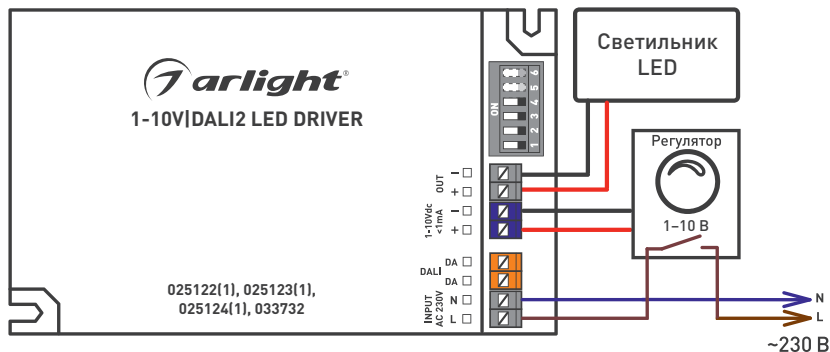 arlight®
1-10V|DALI2 LED DRIVER
025122(1), 025123(1),
025124(1), 033732
ON
6
5
4
3
2
1
OUT
−
+
1-10Vdc
<1mA
−
+
DALI
DA
DA
INPUT
AC 230V
N
L
Светильник
LED
Регулятор
1–10 В
N
L
~230 В